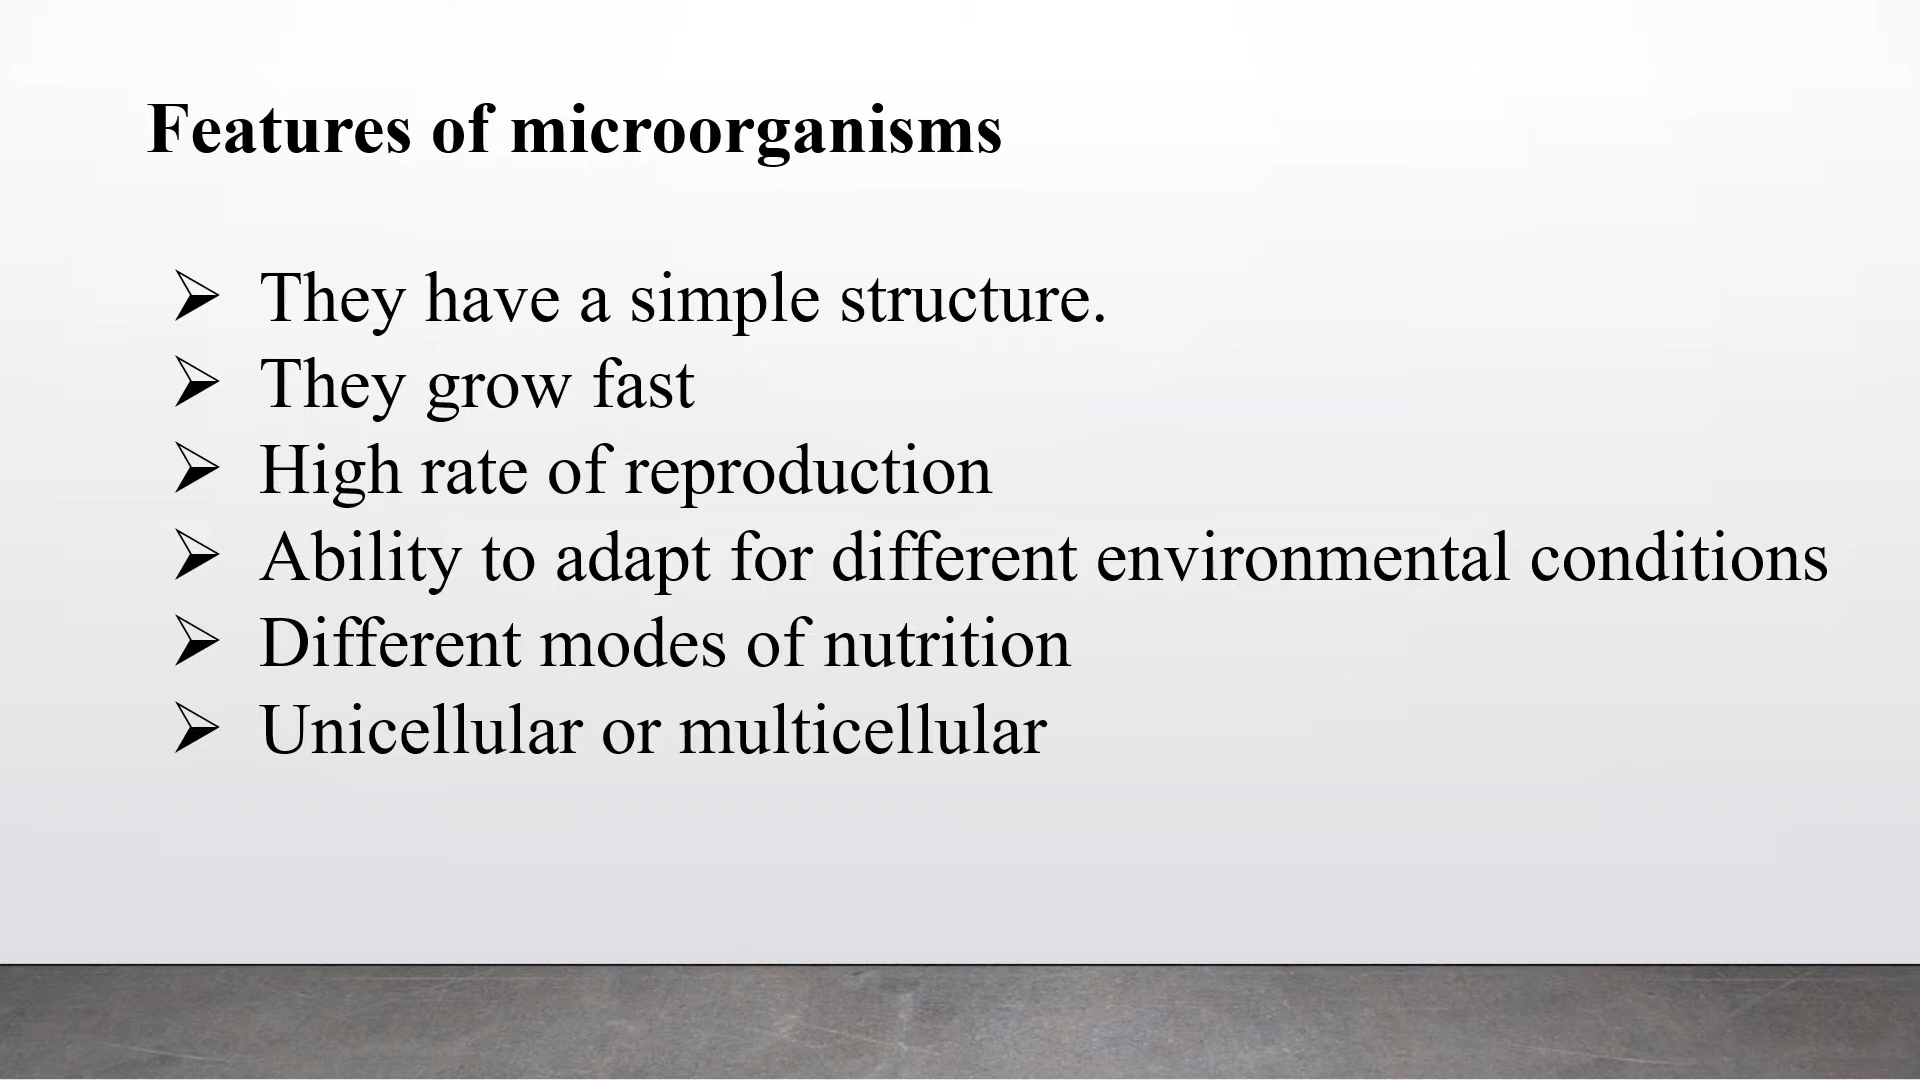 Features of microorganisms
➢ They have a simple structure.
➢ They grow fast
➢ High rate of reproduction
➢ Ability to adapt for different environmental conditions
➢ Different modes of nutrition
➢ Unicellular or multicellular